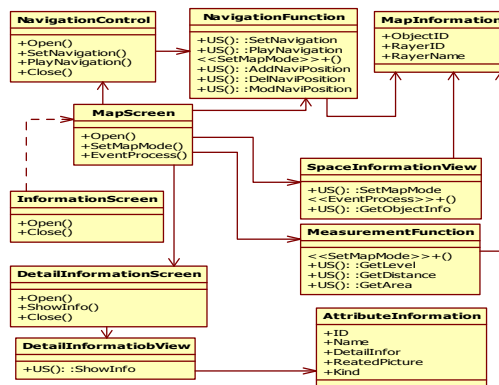 NavigationControl
+Open()
+SetNavigation()
+PlayNavigation()
+Close()
NavigationFunction
+US(): :SetNavigation
+US(): :PlayNavigation
<<SetMapMode>>+()
+US(): :AddNaviPosition
+US(): :DelNaviPosition
+US(): :ModNaviPosition
MapInformation
+ObjectID
+RayerID
+RayerName
MapScreen
+Open()
+SetMapMode()
+EventProcess()
SpaceInformationView
+US(): :SetMapMode
<<EventProcess>>+()
+US(): :GetObjectInfo
InformationScreen
+Open()
+Close()
MeasurementFunction
<<SetMapMode>>+()
+US(): :GetLevel
+US(): :GetDistance
+US(): :GetArea
DetailInformationScreen
+Open()
+ShowInfo()
+Close()
AttributeInformation
+ID
+Name
+DetailInfor
+ReatedPicture
+Kind
DetailInformatiobView
+US(): :ShowInfo